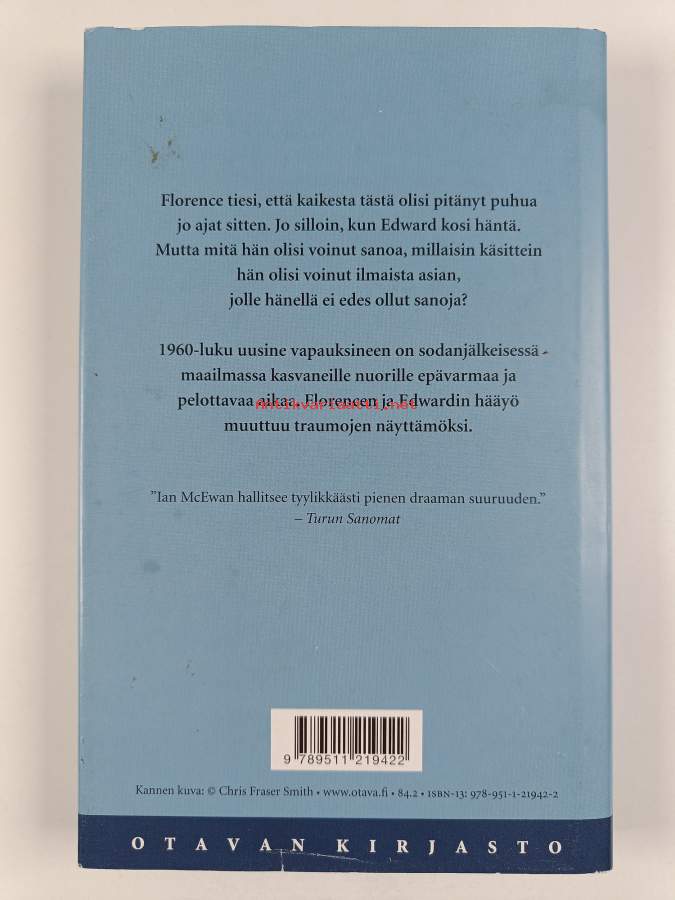 Florence tiesi, että kaikesta tästä olisi pitänyt puhua
jo ajat sitten. Jo silloin, kun Edward kosi häntä.
Mutta mitä hän olisi voinut sanoa, millaisin käsittein
hän olisi voinut ilmaista asian,
jolle hänellä ei edes ollut sanoja?
1960-luku uusine vapauksineen on sodanjälkeisessä
maailmassa kasvaneille nuorille epävarmaa ja
pelottavaa aikaa. Florencen ja Edwardin hääyö
Antikvariaatti.net
muuttuu traumojen näyttämöksi.
”Ian McEwan hallitsee tyylikkäästi pienen draaman suuruuden.”
– Turun Sanomat
9 789511 219422
Kannen kuva: © Chris Fraser Smith • www.otava.fi • 84.2 • ISBN-13: 978-951-1-21942-2
OTAVAN KIRJASTO